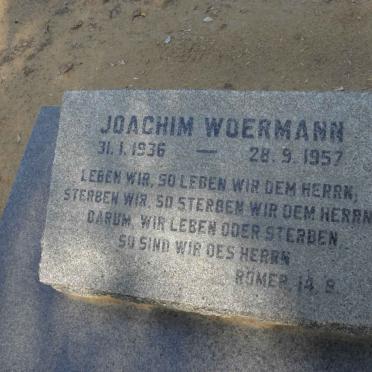 JOACHIM WOERMANN
31.1.1936 — 28.9.1957
LEBEN WIR, SO LEBEN WIR DEM HERRN,
STERBEN WIR, SO STERBEN WIR DEM HERRN
DARUM, WIR LEBEN ODER STERBEN
SO SIND WIR DES HERRN
RÖMER 14. 8.